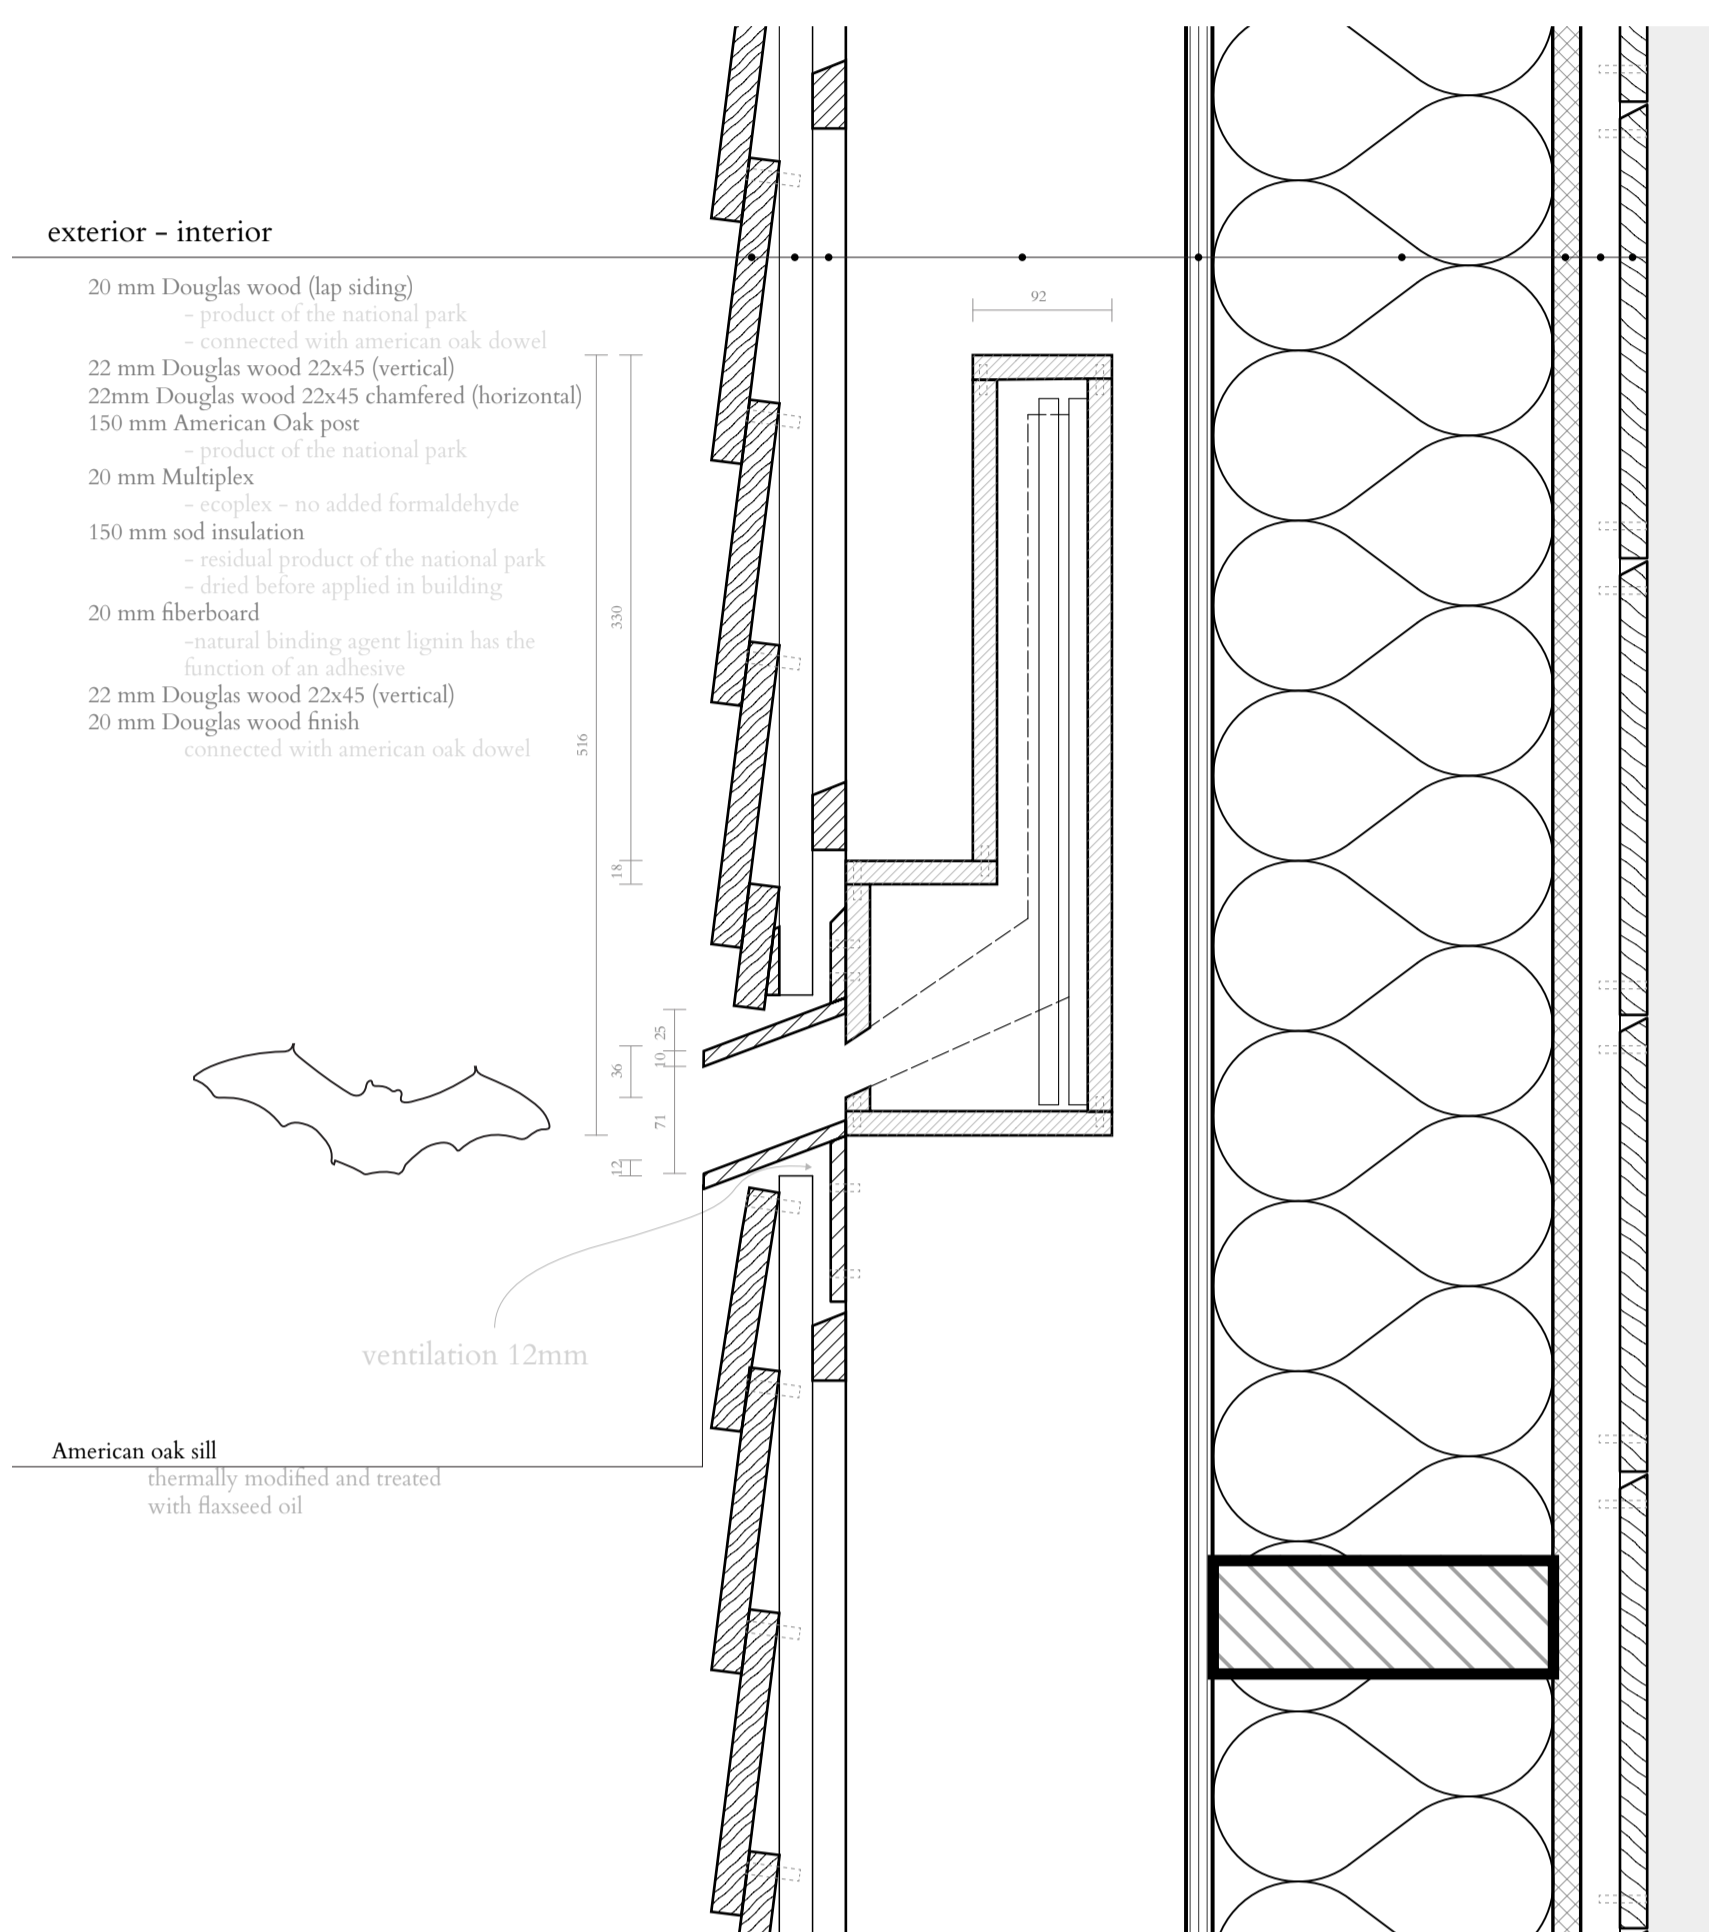 exterior - interior
20 mm Douglas wood (lap siding)
- product of the national park
- connected with american oak dowel
22 mm Douglas wood 22x45 (vertical)
22mm Douglas wood 22x45 chamfered (horizontal)
150 mm American Oak post
- product of the national park
20 mm Multiplex
- ecoplex - no added formaldehyde
150 mm sod insulation
- residual product of the national park
- dried before applied in building
20 mm fiberboard
-natural binding agent lignin has the
function of an adhesive
22 mm Douglas wood 22x45 (vertical)
20 mm Douglas wood finish
connected with american oak dowel
92
330
516
18
25
10
36
71
12
ventilation 12mm
American oak sill
thermally modified and treated
with flaxseed oil